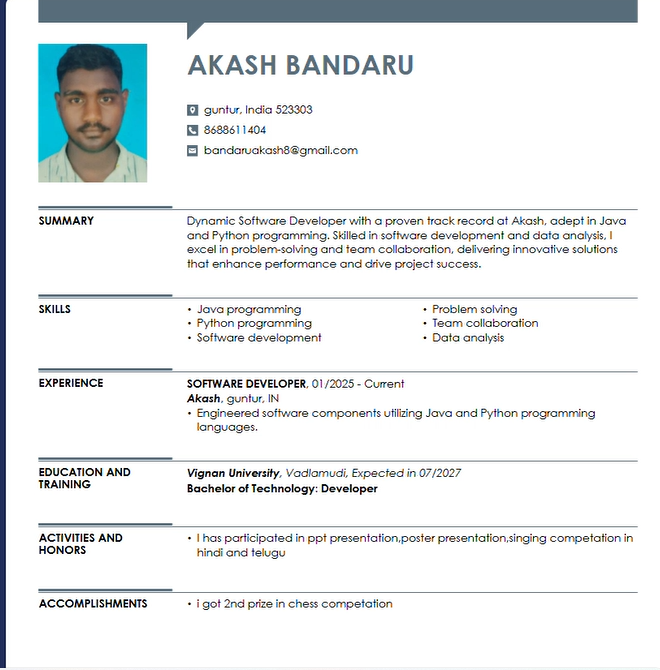 AKASH BANDARU
guntur, India 523303
8688611404
bandaruakash8@gmail.com
SUMMARY
Dynamic Software Developer with a proven track record at Akash, adept in Java
and Python programming. Skilled in software development and data analysis, I
excel in problem-solving and team collaboration, delivering innovative solutions
that enhance performance and drive project success.
SKILLS
• Java programming
• Python programming
• Software development
• Problem solving
• Team collaboration
• Data analysis
EXPERIENCE
SOFTWARE DEVELOPER, 01/2025 - Current
Akash, guntur, IN
• Engineered software components utilizing Java and Python programming
languages.
EDUCATION AND
TRAINING
Vignan University, Vadlamudi, Expected in 07/2027
Bachelor of Technology: Developer
ACTIVITIES AND
HONORS
• I has participated in ppt presentation,poster presentation,singing competation in
hindi and telugu
ACCOMPLISHMENTS
• i got 2nd prize in chess competation